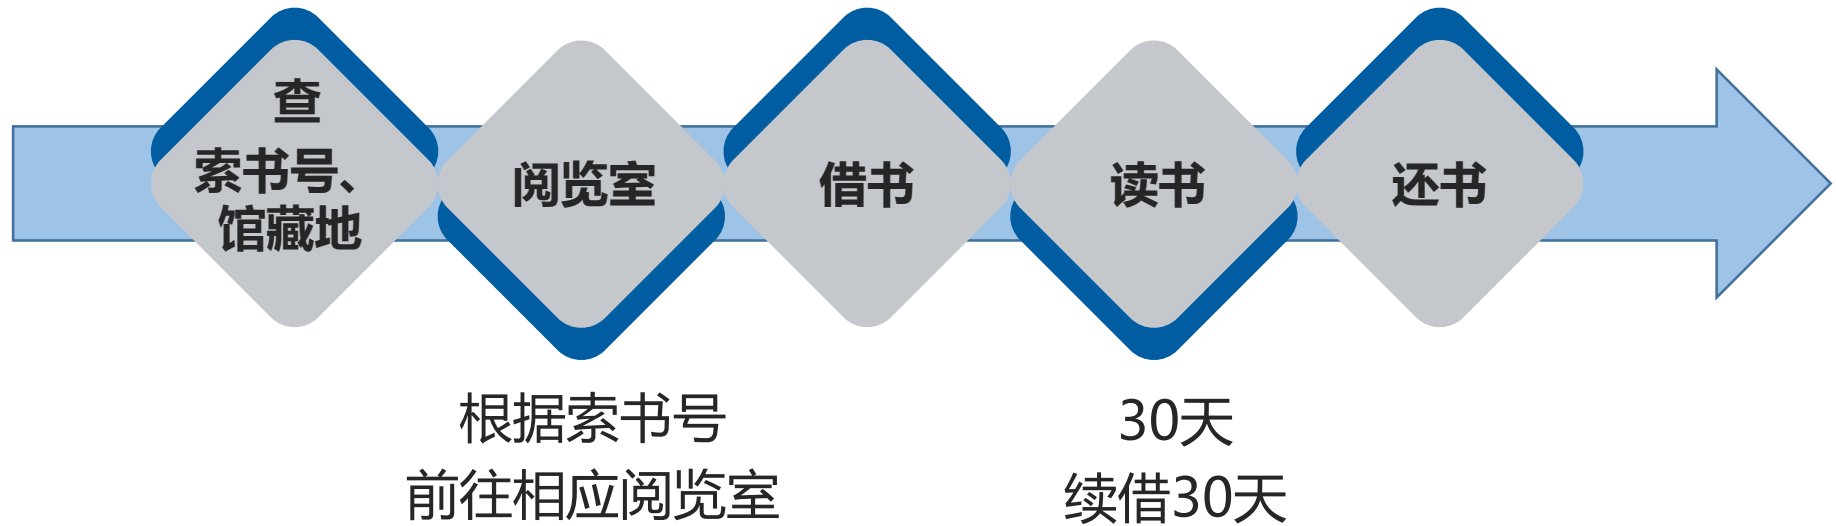 查
索书号、
馆藏地
阅览室
借书
读书
还书
根据索书号
前往相应阅览室
30天
续借30天